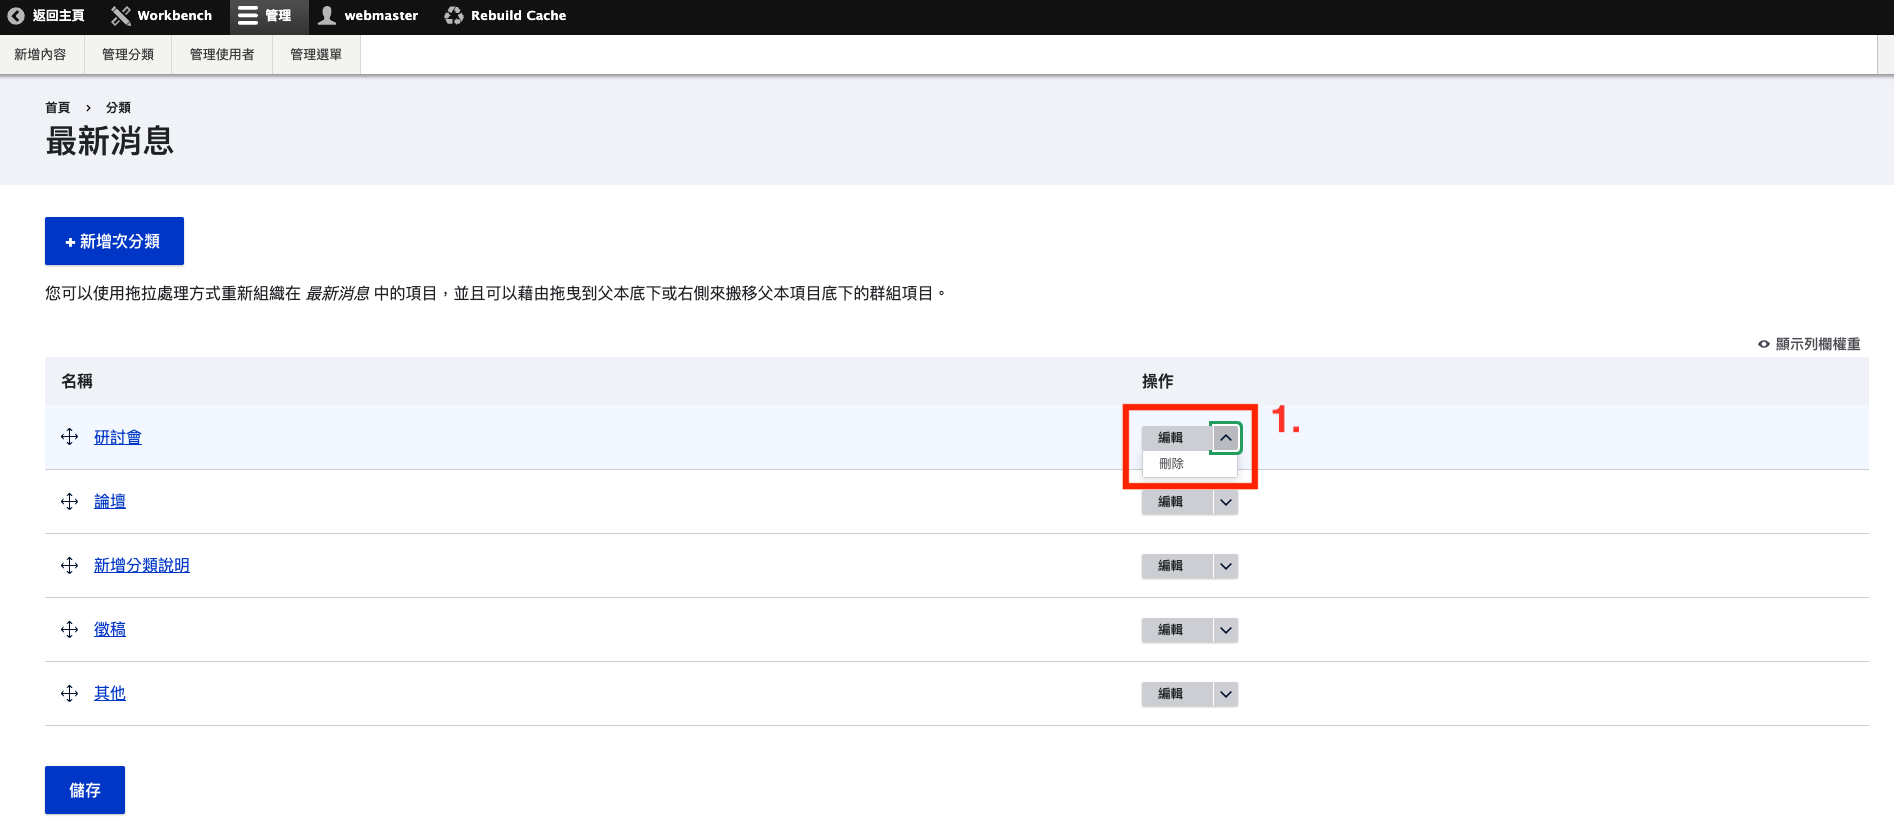 返回主頁 Workbench 管理 webmaster Rebuild Cache
新增內容 管理分類 管理使用者 管理選單
首頁 › 分類
最新消息
+ 新增次分類
您可以使用拖拉處理方式重新組織在 最新消息 中的項目，並且可以藉由拖曳到父本底下或右側來搬移父本項目底下的群組項目。
顯示列欄權重
名稱 操作
研討會 編輯 1.
刪除
論壇 編輯
新增分類說明 編輯
徵稿 編輯
其他 編輯
儲存